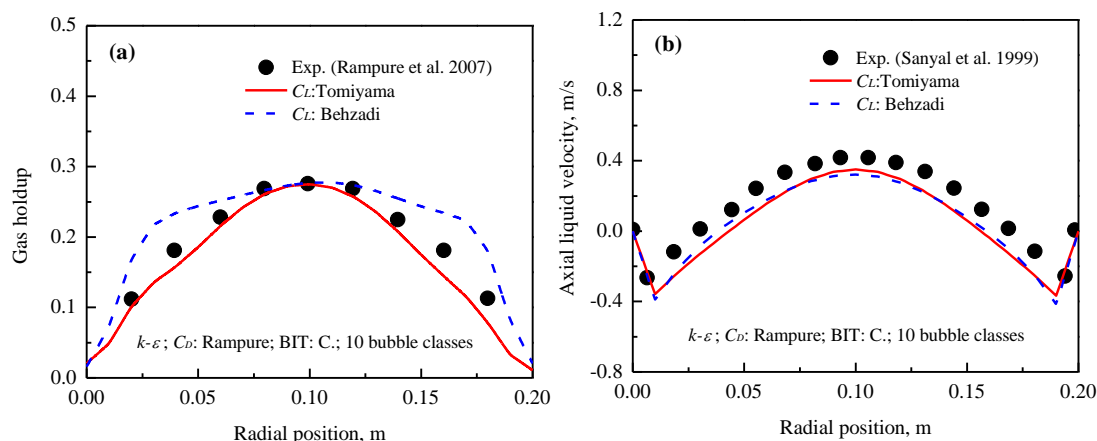 (a)
Exp. (Rampure et al. 2007)
CL:Tomiyama
CL: Behzadi
0.5
0.4
0.3
0.2
0.1
0.0
Gas holdup
k-ε ; CD: Rampure; BIT: C.; 10 bubble classes
0.00 0.05 0.10 0.15 0.20
Radial position, m
(b)
Exp. (Sanyal et al. 1999)
CL:Tomiyama
CL: Behzadi
1.2
0.8
0.4
0.0
-0.4
-0.8
Axial liquid velocity, m/s
k-ε ; CD: Rampure; BIT: C.; 10 bubble classes
0.00 0.05 0.10 0.15 0.20
Radial position, m